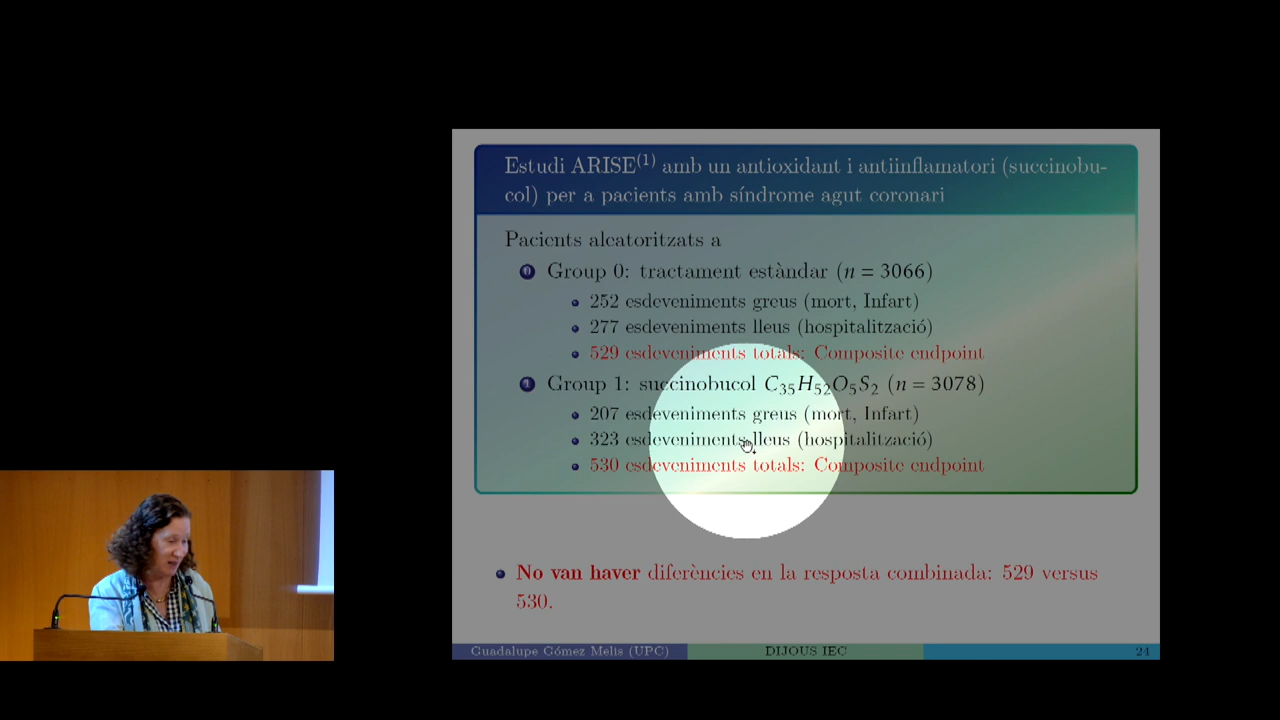 Estudi ARISE(1) amb un antioxidant i antiinflamatori (succinobu-
col) per a pacients amb síndrome agut coronari
Pacients aleatoritzats a
0 Group 0: tractament estàndar (n = 3066)
252 esdeveniments greus (mort, Infart)
277 esdeveniments lleus (hospitalització)
529 esdeveniments totals: Composite endpoint
1 Group 1: succinobucol C35H52O5S2 (n = 3078)
207 esdeveniments greus (mort, Infart)
323 esdeveniments lleus (hospitalització)
530 esdeveniments totals: Composite endpoint
No van haver diferències en la resposta combinada: 529 versus
530.
Guadalupe Gómez Melis (UPC) DIJOUS IEC 24